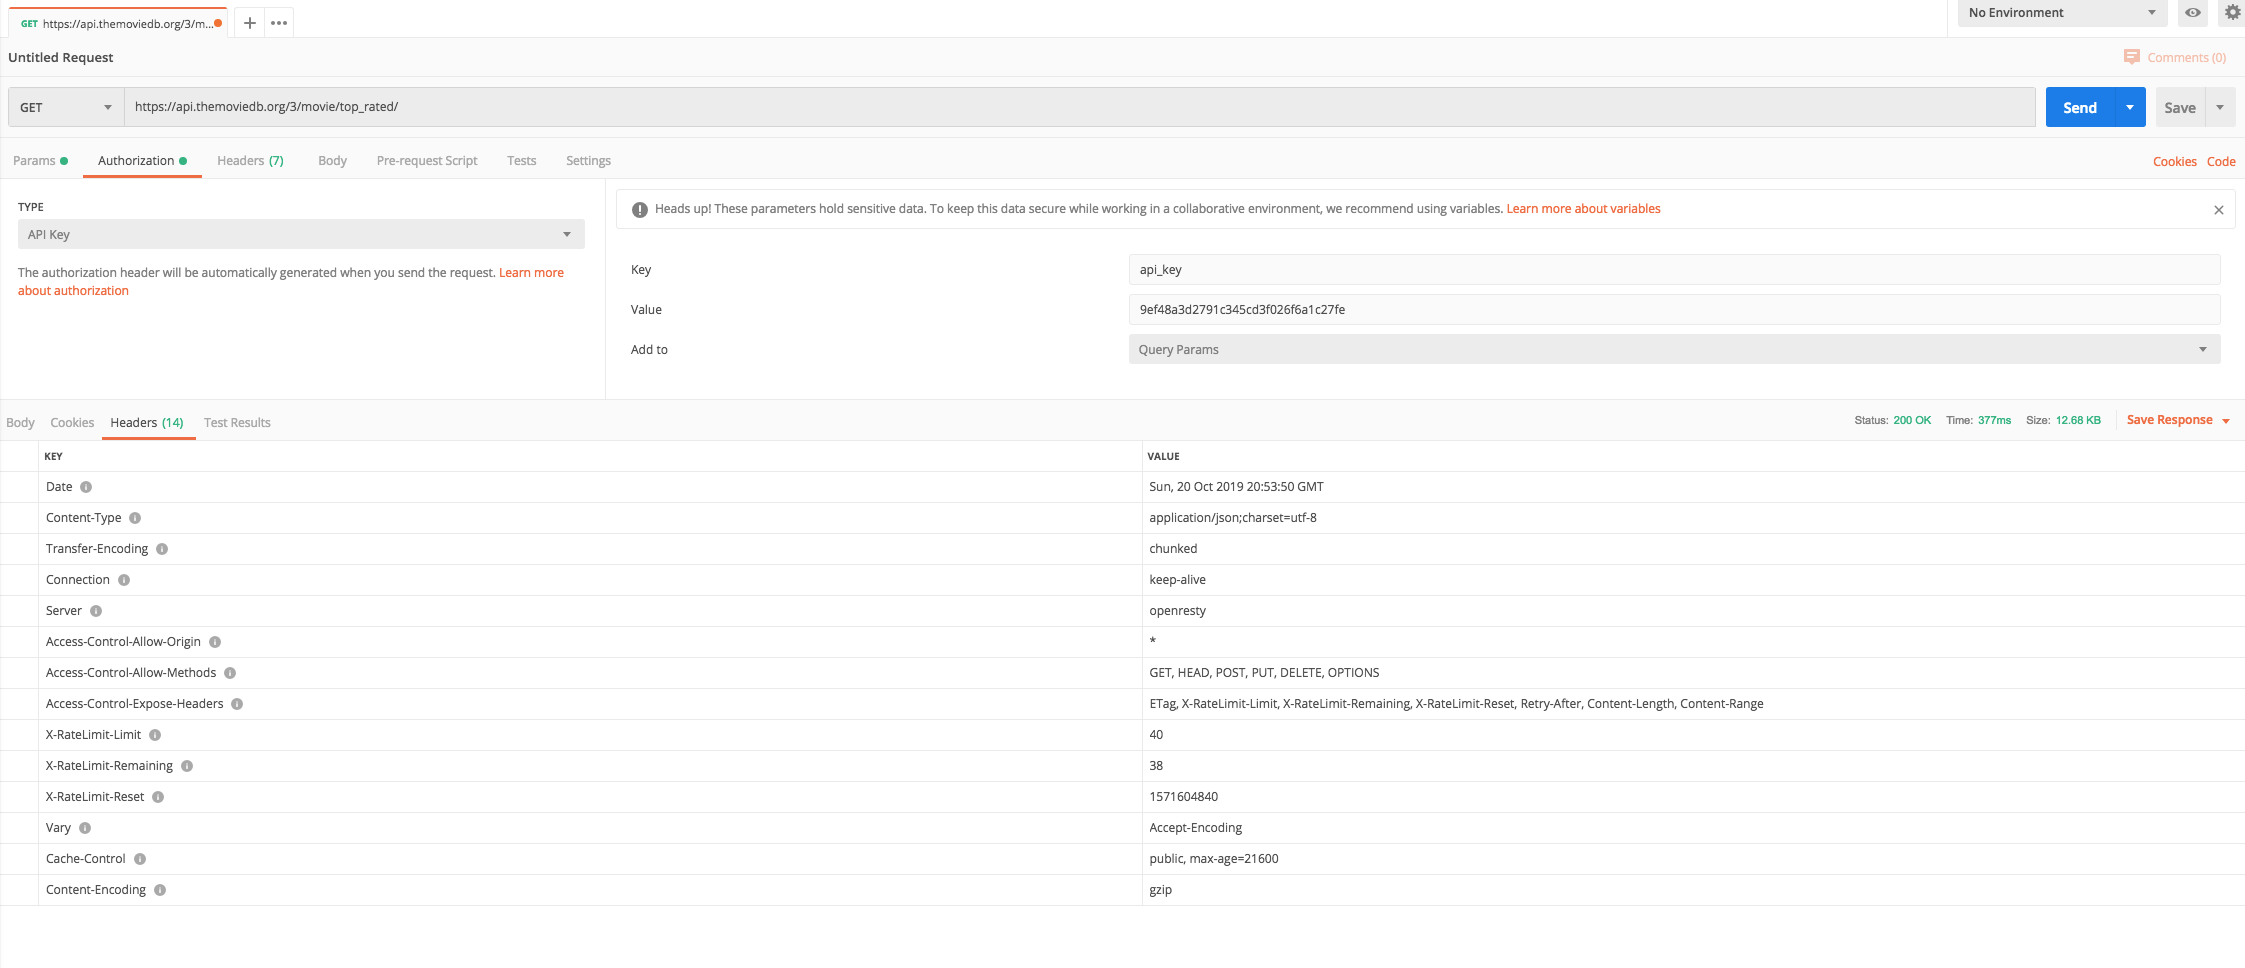 GET https://api.themoviedb.org/3/m...
No Environment
Untitled Request
Comments (0)
GET https://api.themoviedb.org/3/movie/top_rated/ Send Save
Params Authorization Headers (7) Body Pre-request Script Tests Settings Cookies Code
TYPE
API Key
The authorization header will be automatically generated when you send the request. Learn more
about authorization
Heads up! These parameters hold sensitive data. To keep this data secure while working in a collaborative environment, we recommend using variables. Learn more about variables
Key api_key
Value 9ef48a3d2791c345cd3f026f6a1c27fe
Add to Query Params
Body Cookies Headers (14) Test Results Status: 200 OK Time: 377ms Size: 12.68 KB Save Response
KEY VALUE
Date Sun, 20 Oct 2019 20:53:50 GMT
Content-Type application/json;charset=utf-8
Transfer-Encoding chunked
Connection keep-alive
Server openresty
Access-Control-Allow-Origin *
Access-Control-Allow-Methods GET, HEAD, POST, PUT, DELETE, OPTIONS
Access-Control-Expose-Headers ETag, X-RateLimit-Limit, X-RateLimit-Remaining, X-RateLimit-Reset, Retry-After, Content-Length, Content-Range
X-RateLimit-Limit 40
X-RateLimit-Remaining 38
X-RateLimit-Reset 1571604840
Vary Accept-Encoding
Cache-Control public, max-age=21600
Content-Encoding gzip